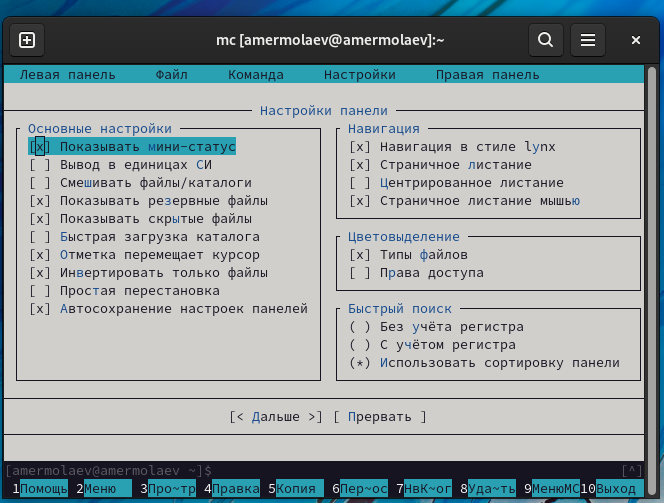 mc [amermolaev@amermolaev]:~
Левая панель Файл Команда Настройки Правая панель
Настройки панели
Основные настройки
[x] Показывать мини-статус
[ ] Вывод в единицах СИ
[ ] Смешивать файлы/каталоги
[x] Показывать резервные файлы
[x] Показывать скрытые файлы
[ ] Быстрая загрузка каталога
[x] Отметка перемещает курсор
[x] Инвертировать только файлы
[ ] Простая перестановка
[x] Автосохранение настроек панелей
Навигация
[x] Навигация в стиле lynx
[x] Страничное листание
[ ] Центрированное листание
[x] Страничное листание мышью
Цветовыделение
[x] Типы файлов
[ ] Права доступа
Быстрый поиск
( ) Без учёта регистра
( ) С учётом регистра
(*) Использовать сортировку панели
[< Дальше >] [ Прервать ]
[amermolaev@amermolaev ~]$ [^]
1Помощь 2Меню 3Про~тр 4Правка 5Копия 6Пер~ос 7НвК~ог 8Уда~ть 9МенюMC 10Выход